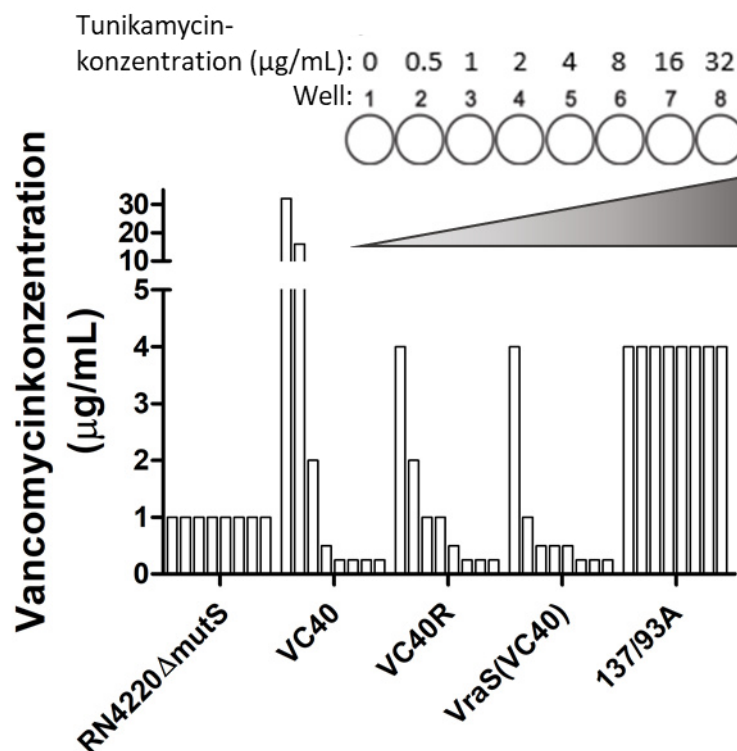 Tunikamycin-
konzentration (µg/mL): 0 0.5 1 2 4 8 16 32
Well: 1 2 3 4 5 6 7 8
Vancomycinkonzentration
(µg/mL)
30
20
10
5
4
3
2
1
0
RN4220ΔmutS
VC40
VC40R
VraS(VC40)
137/93A